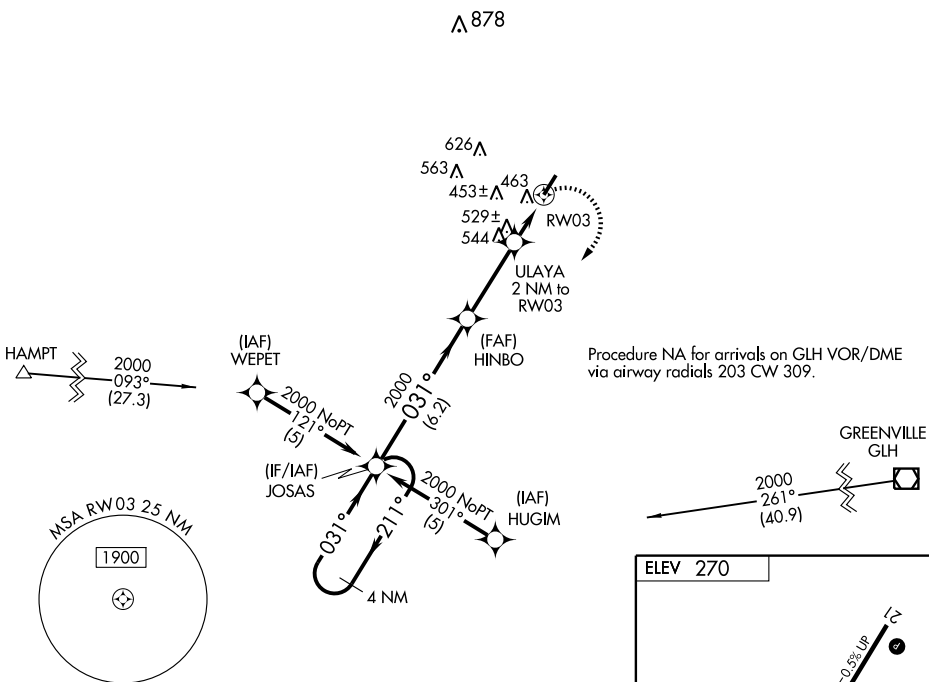 878
626
563
453±
463
529±
544
RW03
ULAYA
2 NM to
RW03
(FAF)
HINBO
HAMPT
2000
093°
(27.3)
(IAF)
WEPET
2000 NoPT
121°
(5)
2000
031°
(6.2)
Procedure NA for arrivals on GLH VOR/DME
via airway radials 203 CW 309.
GREENVILLE
GLH
2000
261°
(40.9)
(IF/IAF)
JOSAS
2000 NoPT
301°
(5)
(IAF)
HUGIM
031°
211°
4 NM
MSA RW03 25 NM
1900
ELEV 270
21
0.5% UP